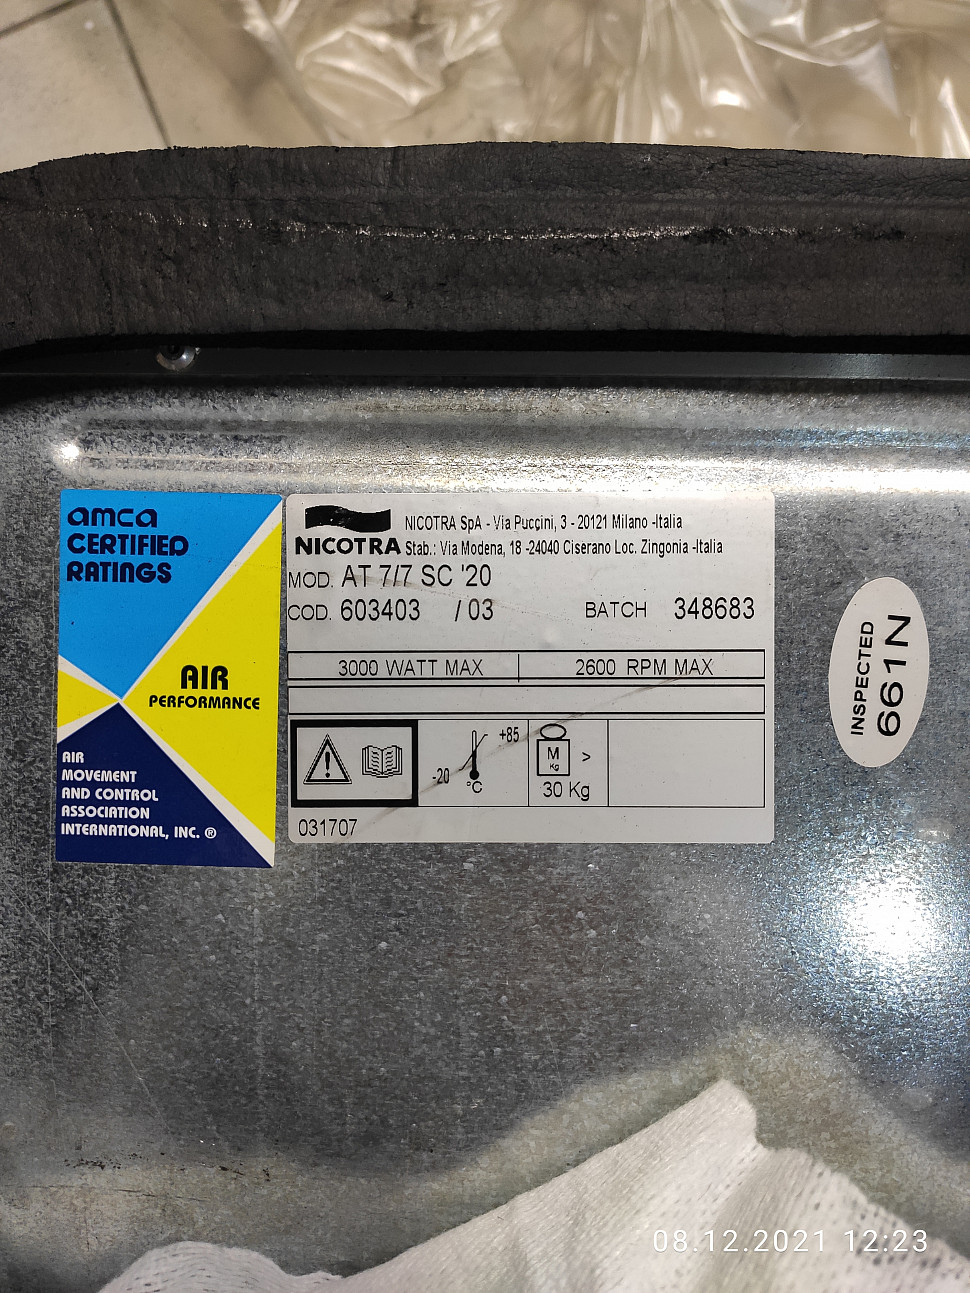 amca
CERTIFIED
RATINGS
AIR
PERFORMANCE
AIR
MOVEMENT
AND CONTROL
ASSOCIATION
INTERNATIONAL, INC. ®
NICOTRA
NICOTRA SpA - Via Puccini, 3 - 20121 Milano -Italia
Stab.: Via Modena, 18 -24040 Ciserano Loc. Zingonia -Italia
MOD. AT 7/7 SC '20
COD. 603403 / 03 BATCH 348683
3000 WATT MAX 2600 RPM MAX
+85
-20
°C
M
Kg
>
30 Kg
031707
INSPECTED
661N
08.12.2021 12:23